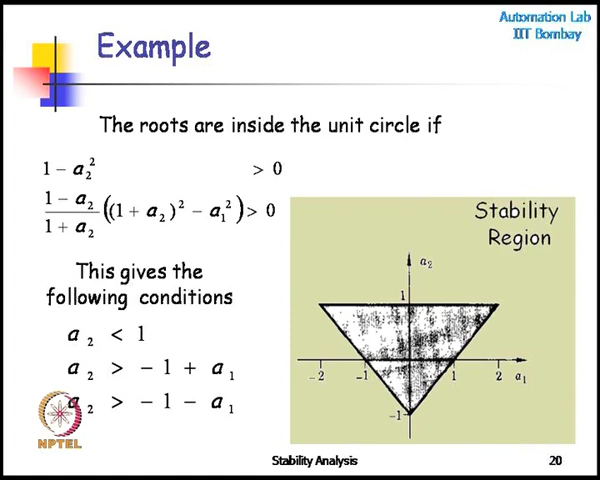 Automation Lab
IIT Bombay
Example
The roots are inside the unit circle if
1 − a₂² > 0
(1 − a₂)/(1 + a₂) ((1 + a₂)² − a₁²) > 0
This gives the
following conditions
a₂ < 1
a₂ > −1 + a₁
a₂ > −1 − a₁
Stability
Region
a₂
1
−2 −1 1 2 a₁
−1
NPTEL
Stability Analysis 20